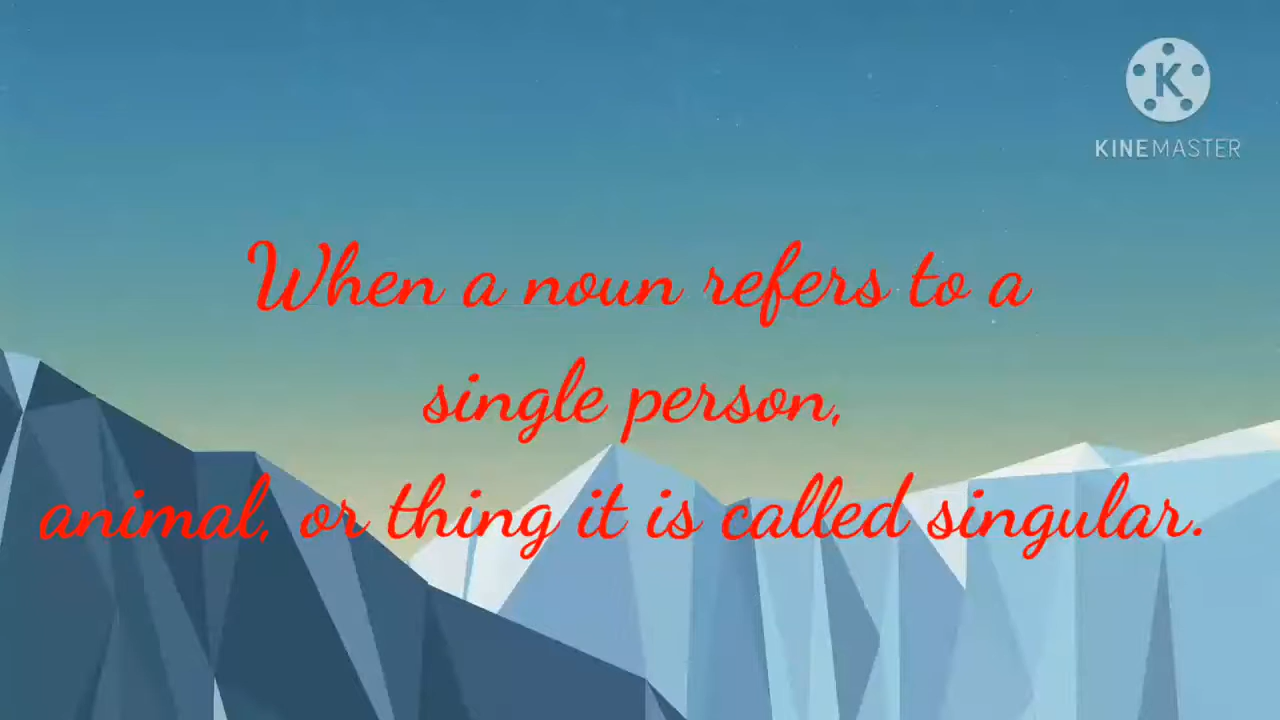 K
KINEMASTER
When a noun refers to a
single person,
animal, or thing it is called singular.